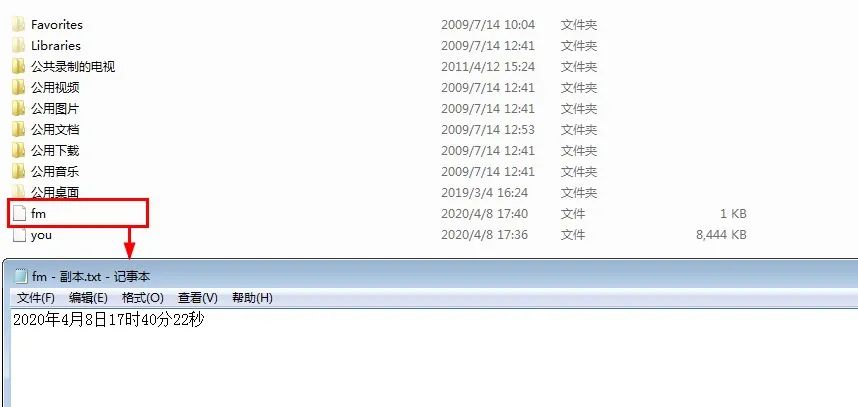 Favorites 2009/7/14 10:04 文件夹
Libraries 2009/7/14 12:41 文件夹
公共录制的电视 2011/4/12 15:24 文件夹
公用视频 2009/7/14 12:41 文件夹
公用图片 2009/7/14 12:41 文件夹
公用文档 2009/7/14 12:53 文件夹
公用下载 2009/7/14 12:41 文件夹
公用音乐 2009/7/14 12:41 文件夹
公用桌面 2019/3/4 16:24 文件夹
fm 2020/4/8 17:40 文件 1 KB
you 2020/4/8 17:36 文件 8,444 KB
fm - 副本.txt - 记事本
文件(F) 编辑(E) 格式(O) 查看(V) 帮助(H)
2020年4月8日17时40分22秒